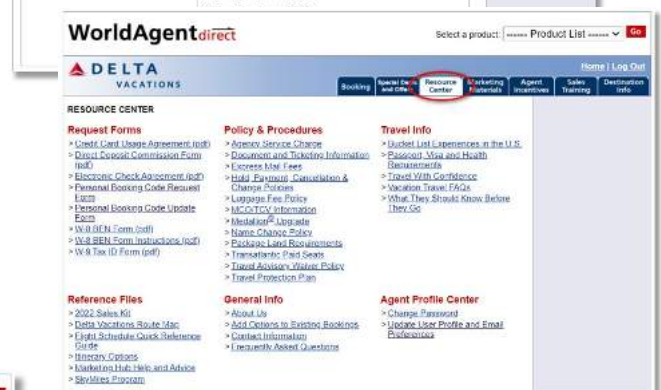 WorldAgentdirect
Select a product: ------ Product List ------ Go
DELTA
VACATIONS
Home | Log Out
Booking
Special Deals and Offers
Resource Center
Marketing Materials
Agent Incentives
Sales Training
Destination Info
RESOURCE CENTER
Request Forms
> Credit Card Usage Agreement (pdf)
> Direct Deposit Commission Form
(pdf)
> Electronic Check Agreement (pdf)
> Personal Booking Code Request
Form
> Personal Booking Code Update
Form
> W-8 BEN Form (pdf)
> W-8 BEN Form Instructions (pdf)
> W-9 Tax ID Form (pdf)
Policy & Procedures
> Agency Service Charge
> Document and Ticketing Information
> Express Mail Fees
> Hold, Payment, Cancellation &
Change Policies
> Luggage Fee Policy
> MCO/TCV Information
> Medallion® Upgrade
> Name Change Policy
> Package Land Requirements
> Transatlantic Paid Seats
> Travel Advisory Waiver Policy
> Travel Protection Plan
Travel Info
> Bucket List Experiences in the U.S.
> Passport, Visa and Health
Requirements
> Travel With Confidence
> Vacation Travel FAQs
> What They Should Know Before
They Go
Reference Files
> 2022 Sales Kit
> Delta Vacations Route Map
> Flight Schedule Quick Reference
Guide
> Itinerary Options
> Marketing Hub Help and Advice
> SkyMiles Program
General Info
> About Us
> Add Options to Existing Bookings
> Contact Information
> Frequently Asked Questions
Agent Profile Center
> Change Password
> Update User Profile and Email
Preferences